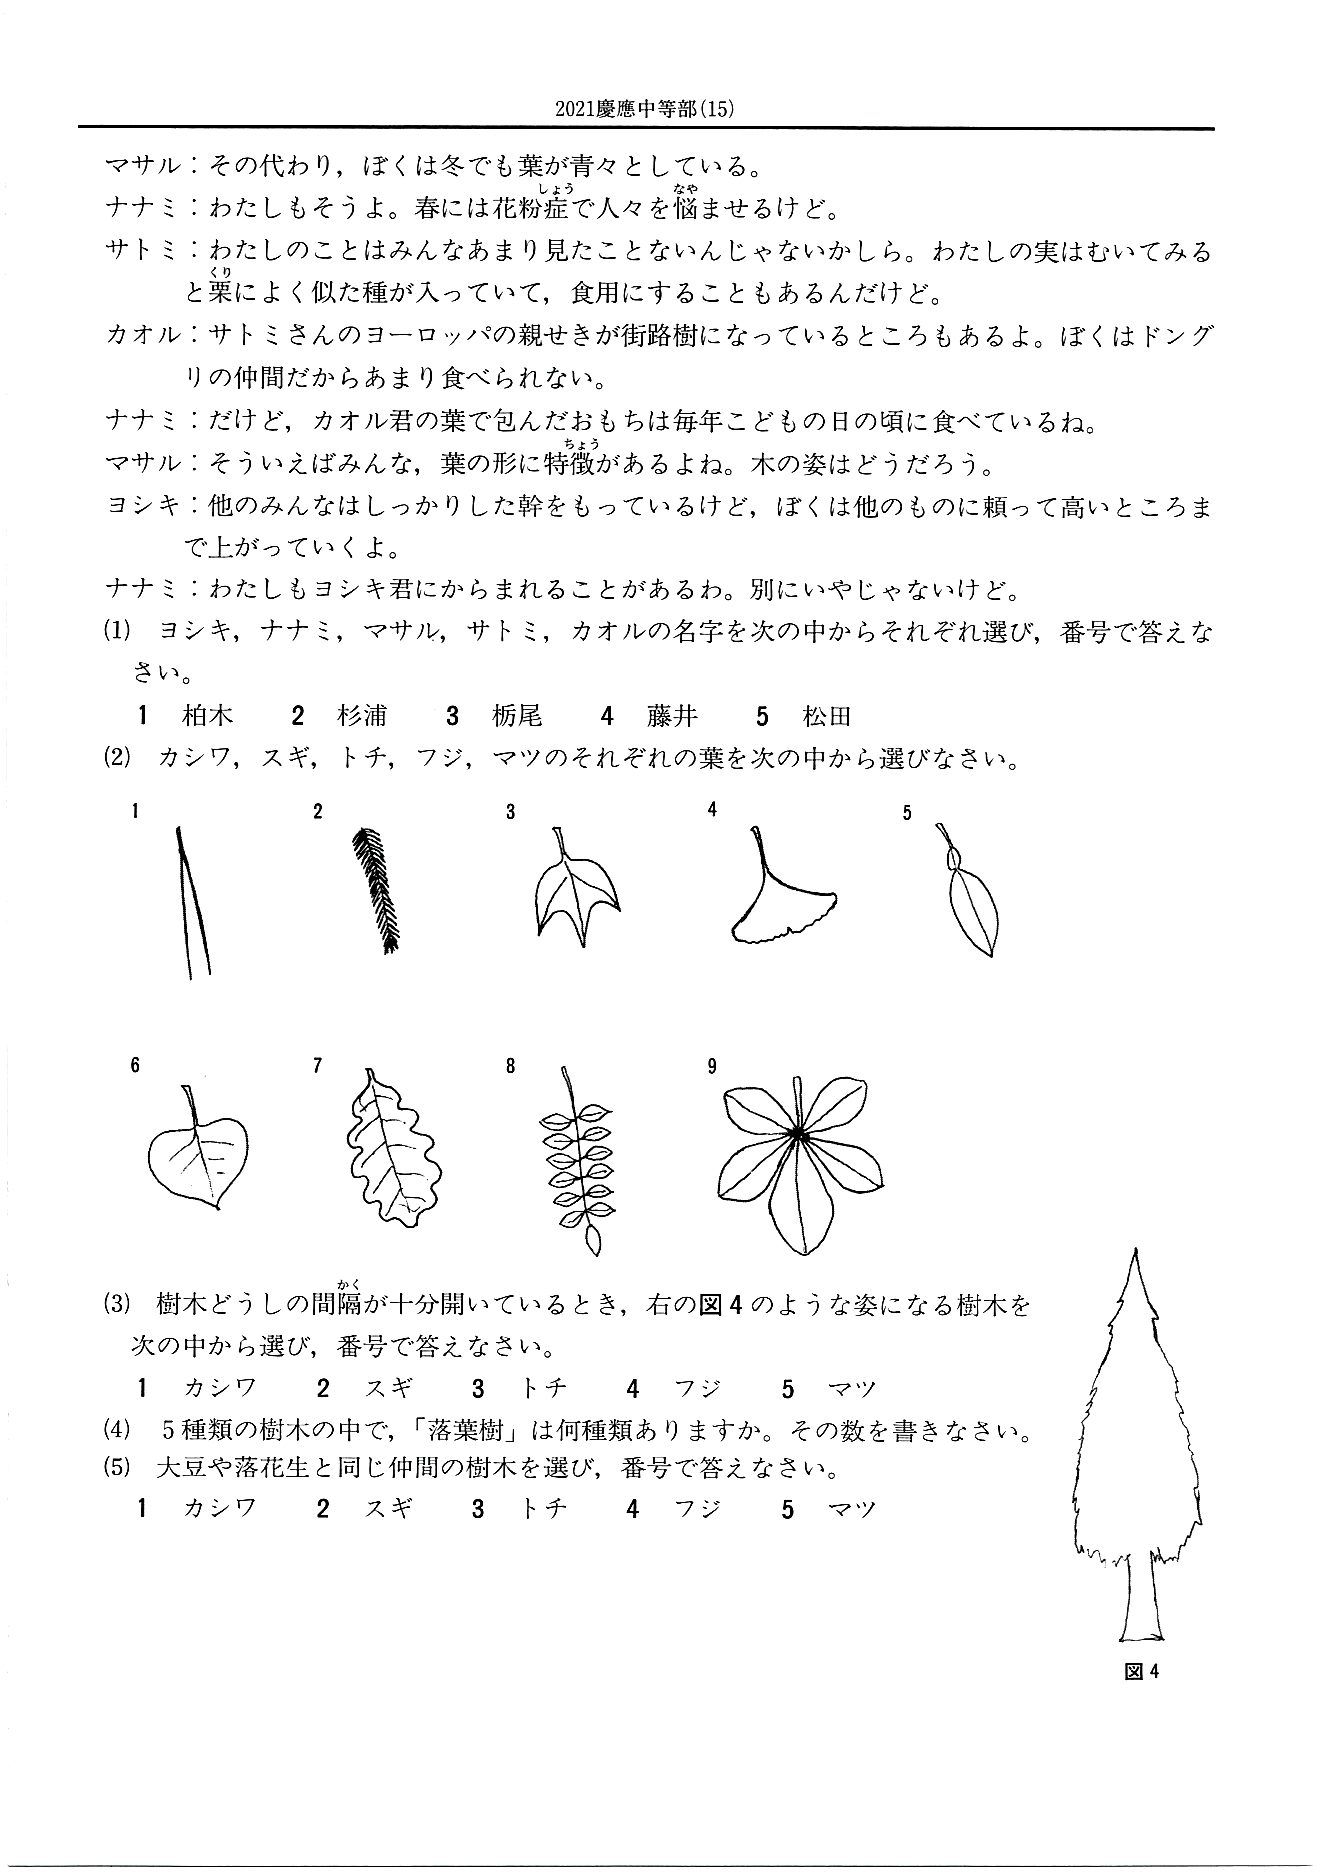 2021慶應中等部(15)
マサル：その代わり，ぼくは冬でも葉が青々としている。
ナナミ：わたしもそうよ。春には花粉症で人々を悩ませるけど。
サトミ：わたしのことはみんなあまり見たことないんじゃないかしら。わたしの実はむいてみる
と栗によく似た種が入っていて，食用にすることもあるんだけど。
カオル：サトミさんのヨーロッパの親せきが街路樹になっているところもあるよ。ぼくはドング
リの仲間だからあまり食べられない。
ナナミ：だけど，カオル君の葉で包んだおもちは毎年こどもの日の頃に食べているね。
マサル：そういえばみんな，葉の形に特徴があるよね。木の姿はどうだろう。
ヨシキ：他のみんなはしっかりした幹をもっているけど，ぼくは他のものに頼って高いところま
で上がっていくよ。
ナナミ：わたしもヨシキ君にからまれることがあるわ。別にいやじゃないけど。
(1) ヨシキ，ナナミ，マサル，サトミ，カオルの名字を次の中からそれぞれ選び，番号で答えな
さい。
1 柏木 2 杉浦 3 栃尾 4 藤井 5 松田
(2) カシワ，スギ，トチ，フジ，マツのそれぞれの葉を次の中から選びなさい。
1 2 3 4 5
6 7 8 9
(3) 樹木どうしの間隔が十分開いているとき，右の図4のような姿になる樹木を
次の中から選び，番号で答えなさい。
1 カシワ 2 スギ 3 トチ 4 フジ 5 マツ
(4) 5種類の樹木の中で，「落葉樹」は何種類ありますか。その数を書きなさい。
(5) 大豆や落花生と同じ仲間の樹木を選び，番号で答えなさい。
1 カシワ 2 スギ 3 トチ 4 フジ 5 マツ
図4